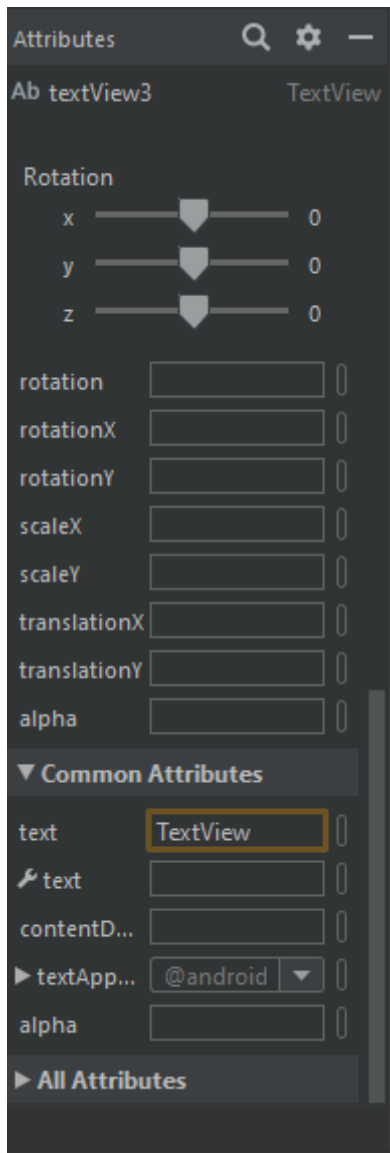 Attributes
Ab textView3 TextView
Rotation
x 0
y 0
z 0
rotation
rotationX
rotationY
scaleX
scaleY
translationX
translationY
alpha
Common Attributes
text TextView
text
contentD...
textApp... @android
alpha
All Attributes